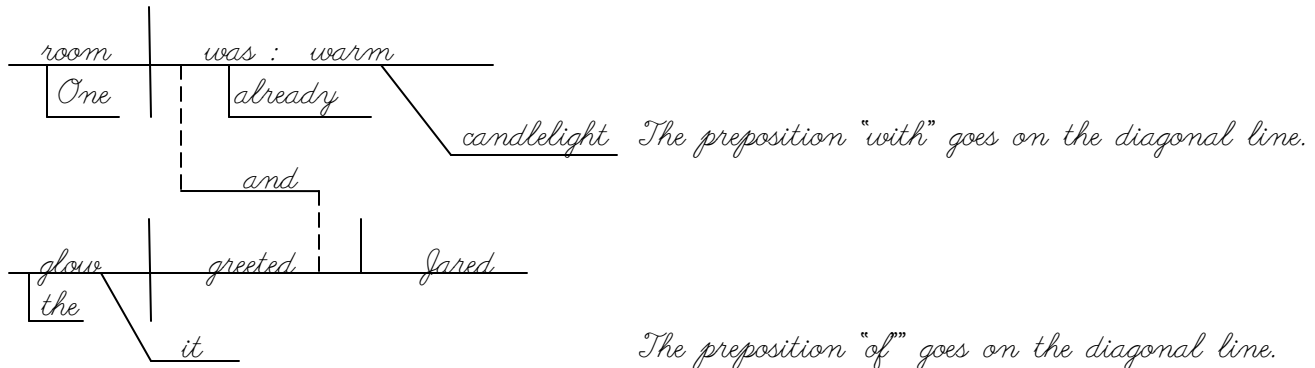 room was : warm
One already
candlelight The preposition “with” goes on the diagonal line.
and
glow greeted Jared
the
it The preposition “of”” goes on the diagonal line.